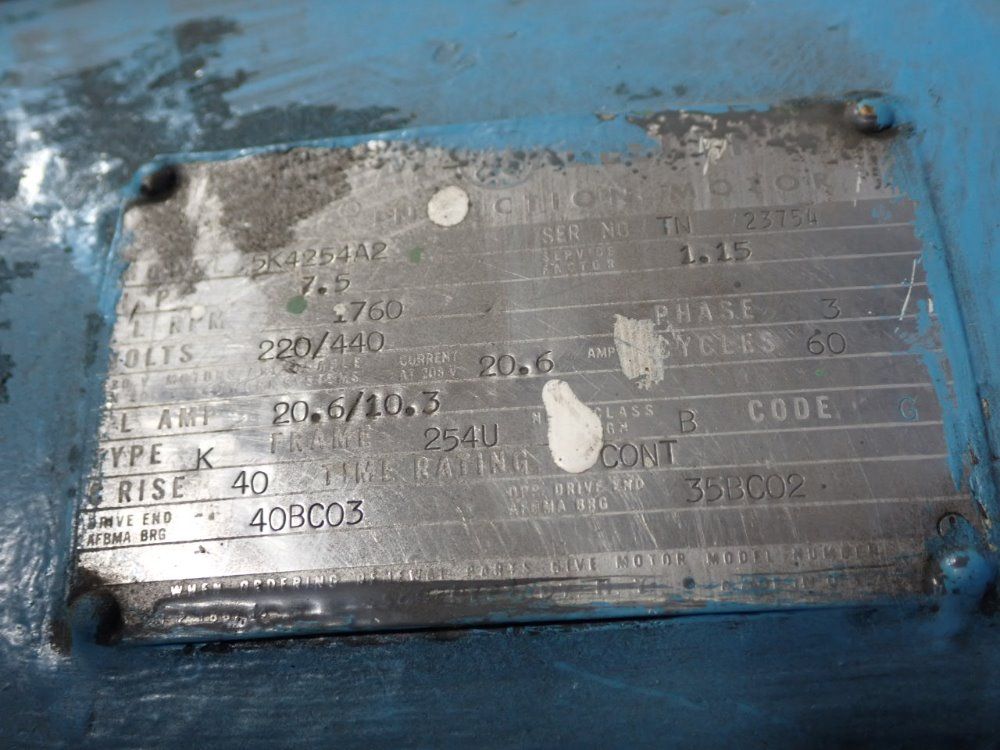 INDUCTION MOTOR
MODEL 5K4254A2 SER NO TN 23754
7.5 SERVICE FACTOR 1.15
1760 PHASE 3
VOLTS 220/440 CYCLES 60
CURRENT AT 208 V 20.6 AMP
AMP 20.6/10.3 CLASS B CODE G
TYPE K FRAME 254U
C RISE 40 TIME RATING CONT
DRIVE END AFBMA BRG 40BC03 OPP DRIVE END AFBMA BRG 35BC02
WHEN ORDERING PARTS GIVE MOTOR MODEL NUMBER